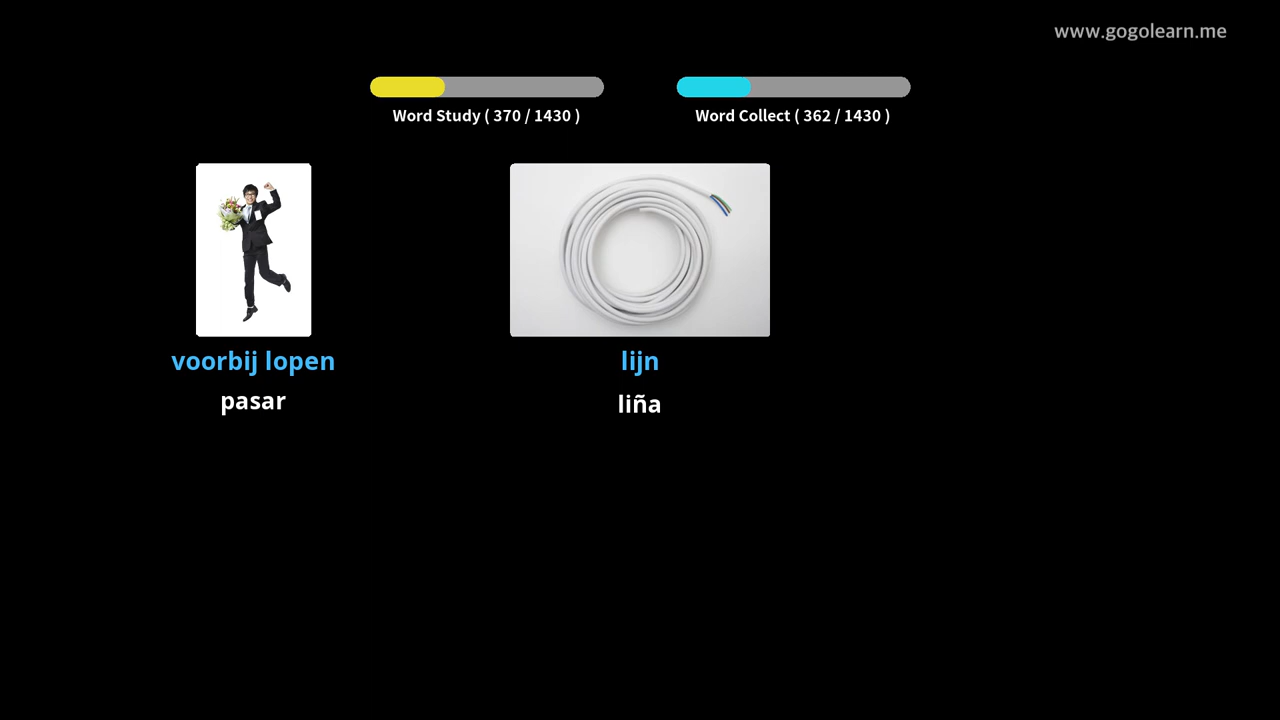 www.gogolearn.me
Word Study ( 370 / 1430 )
Word Collect ( 362 / 1430 )
voorbij lopen
pasar
lijn
liña